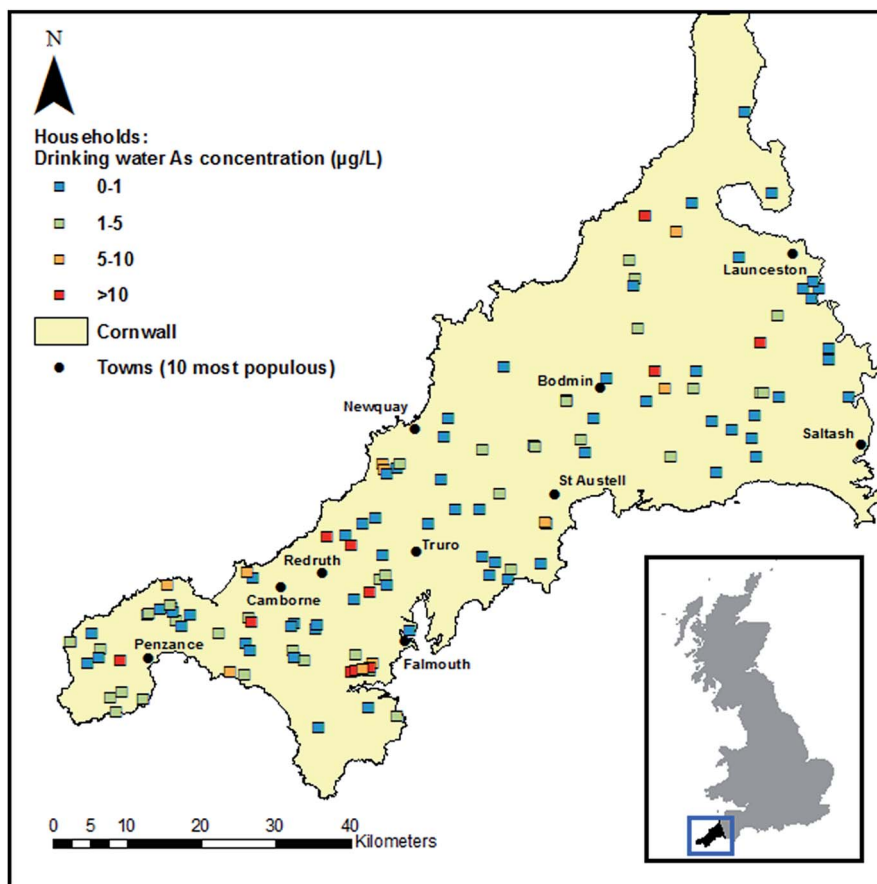 N
Households:
Drinking water As concentration (µg/L)
0-1
1-5
5-10
>10
Cornwall
Towns (10 most populous)
Launceston
Bodmin
Newquay
Saltash
St Austell
Truro
Redruth
Camborne
Penzance
Falmouth
0 5 10 20 30 40
Kilometers